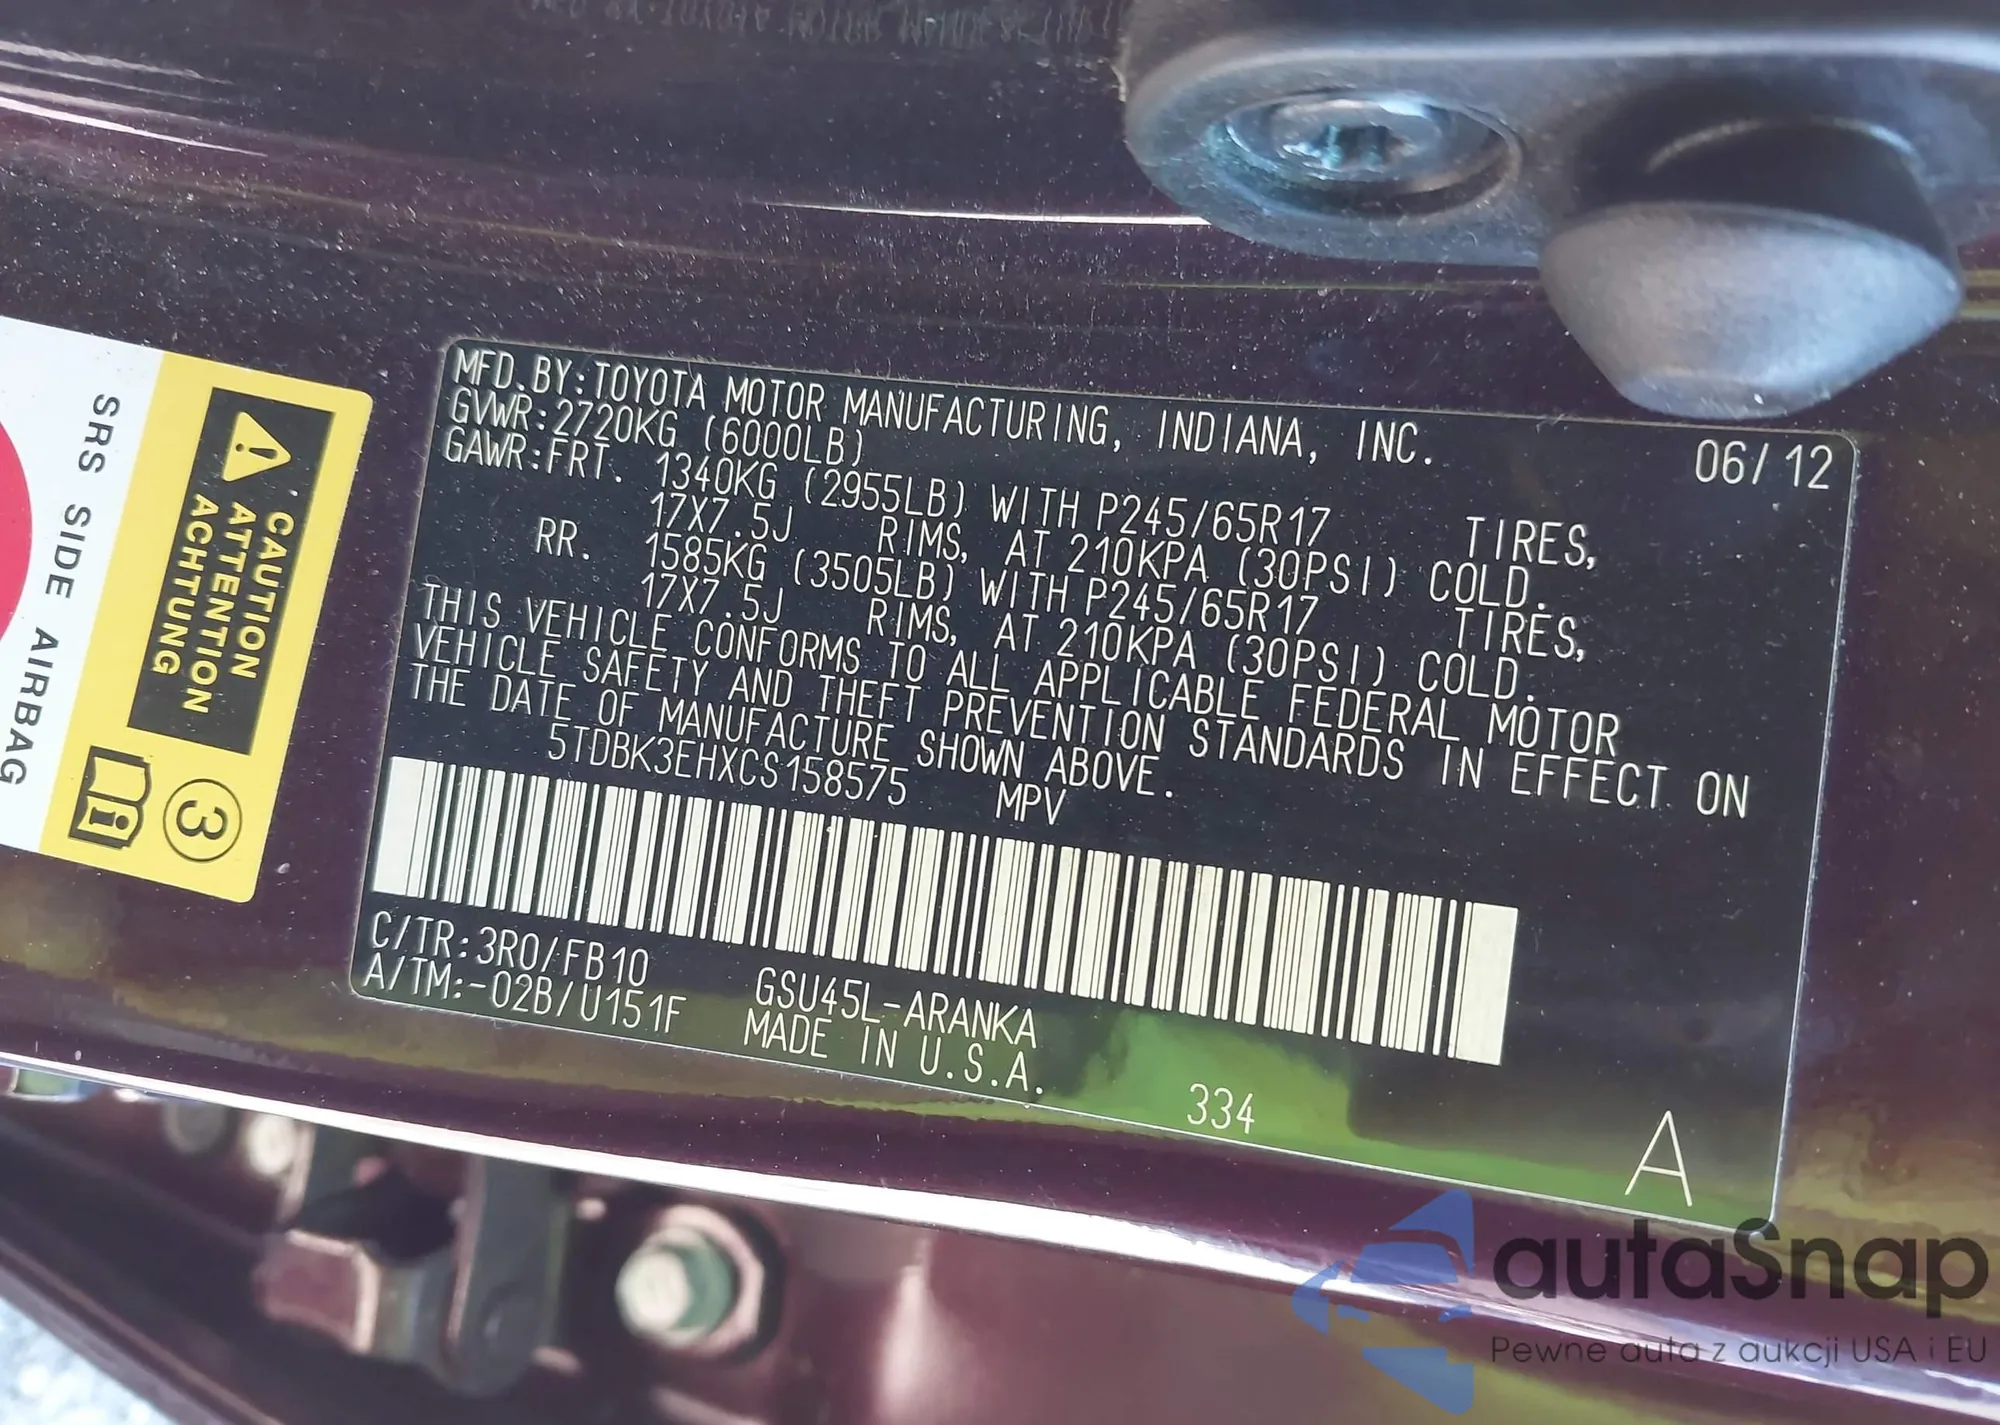 MFD.BY:TOYOTA MOTOR MANUFACTURING, INDIANA, INC. 06/12
GVWR:2720KG (6000LB)
GAWR:FRT. 1340KG (2955LB) WITH P245/65R17 TIRES,
17X7.5J RIMS, AT 210KPA (30PSI) COLD.
RR. 1585KG (3505LB) WITH P245/65R17 TIRES,
17X7.5J RIMS, AT 210KPA (30PSI) COLD.
THIS VEHICLE CONFORMS TO ALL APPLICABLE FEDERAL MOTOR
VEHICLE SAFETY AND THEFT PREVENTION STANDARDS IN EFFECT ON
THE DATE OF MANUFACTURE SHOWN ABOVE.
5TDBK3EHXCS158575 MPV
C/TR:3R0/FB10
A/TM:-02B/U151F
GSU45L-ARANKA
MADE IN U.S.A.
334
A
CAUTION
ATTENTION
ACHTUNG
3
i
SRS SIDE AIRBAG
autaSnap
Pewne auta z aukcji USA i EU